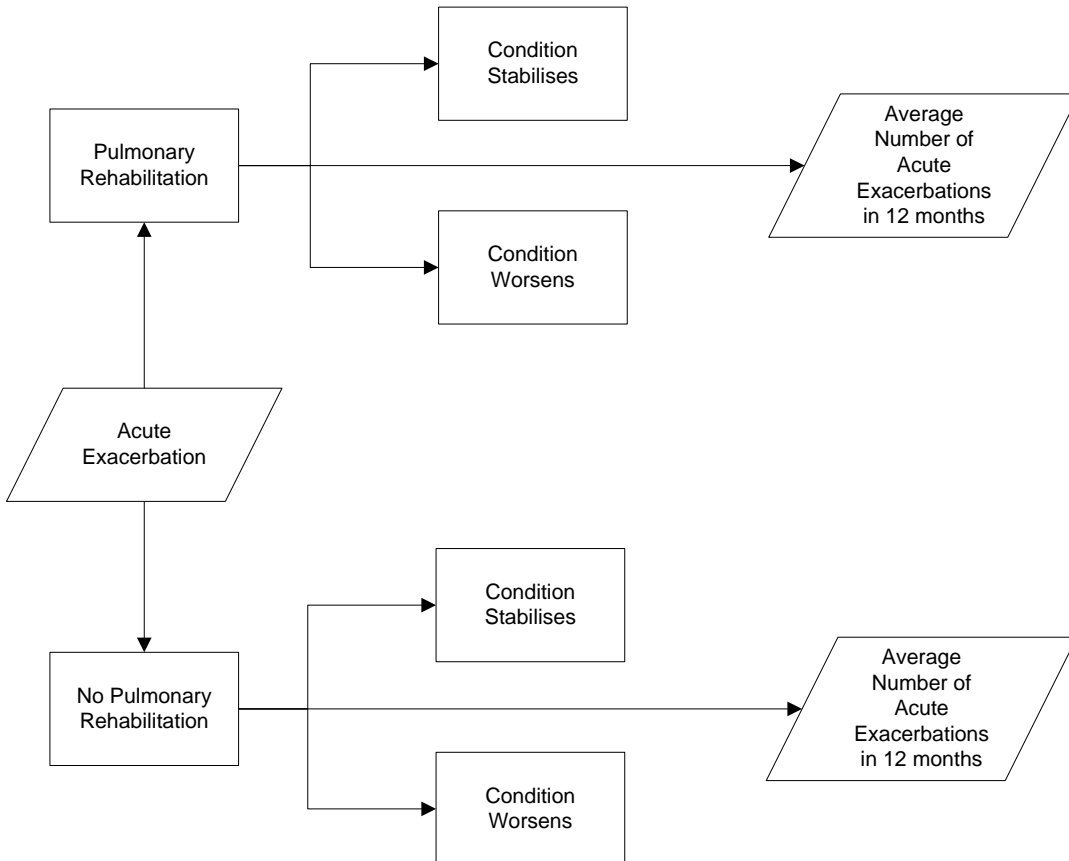 Condition
Stabilises
Pulmonary
Rehabilitation
Average
Number of
Acute
Exacerbations
in 12 months
Condition
Worsens
Acute
Exacerbation
Condition
Stabilises
No Pulmonary
Rehabilitation
Average
Number of
Acute
Exacerbations
in 12 months
Condition
Worsens